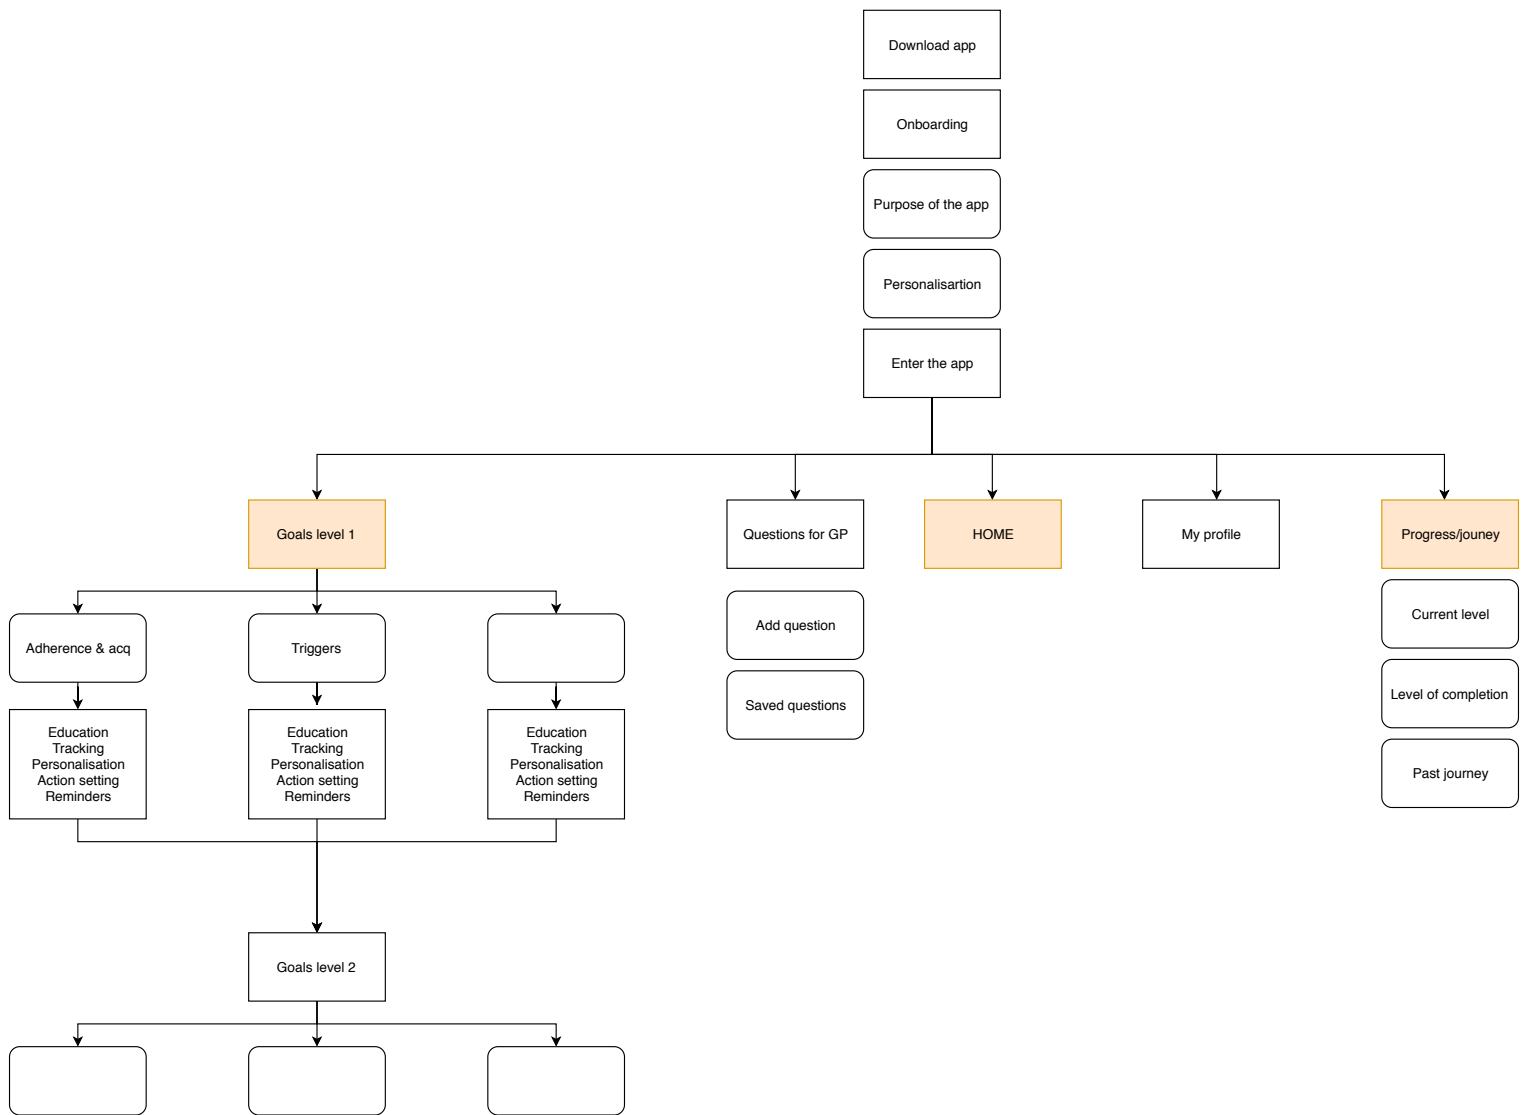 Download app
Onboarding
Purpose of the app
Personalisartion
Enter the app
Goals level 1
Questions for GP
HOME
My profile
Progress/jouney
Adherence & acq
Triggers
Add question
Current level
Saved questions
Level of completion
Past journey
Education
Tracking
Personalisation
Action setting
Reminders
Education
Tracking
Personalisation
Action setting
Reminders
Education
Tracking
Personalisation
Action setting
Reminders
Goals level 2